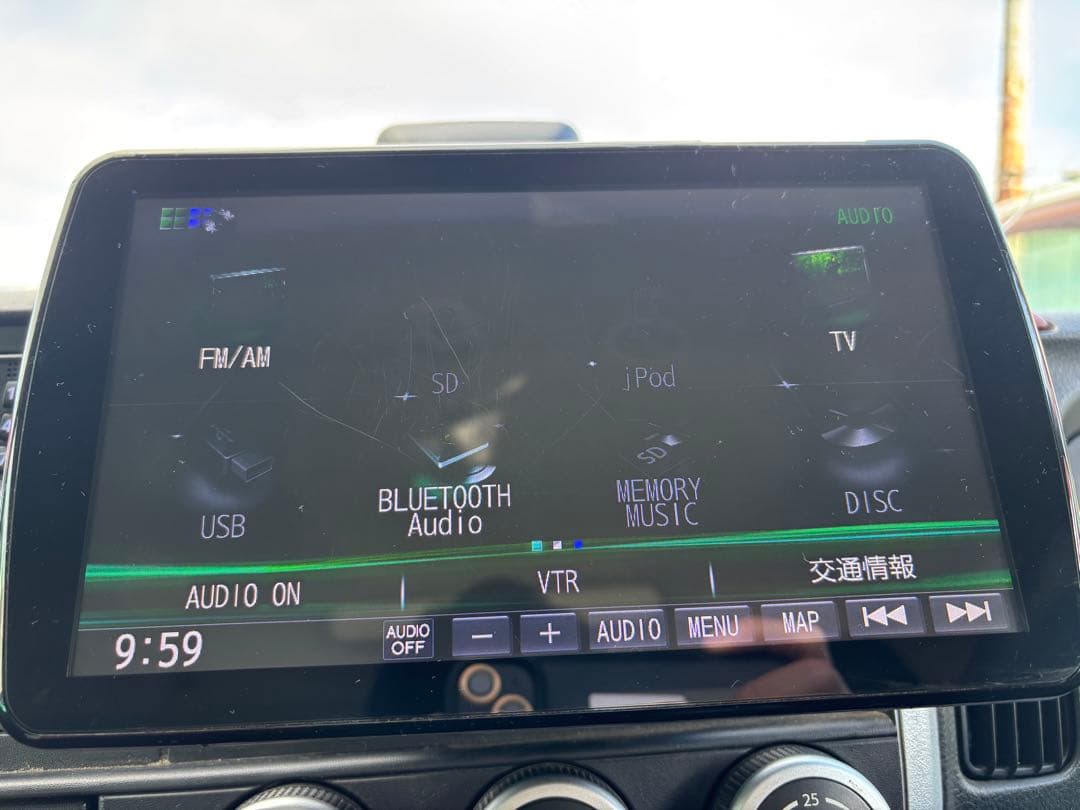 AUDIO
FM/AM
SD
iPod
TV
USB
BLUETOOTH
Audio
SD
MEMORY
MUSIC
DISC
AUDIO ON
VTR
交通情報
9:59
AUDIO
OFF
−
+
AUDIO
MENU
MAP
25